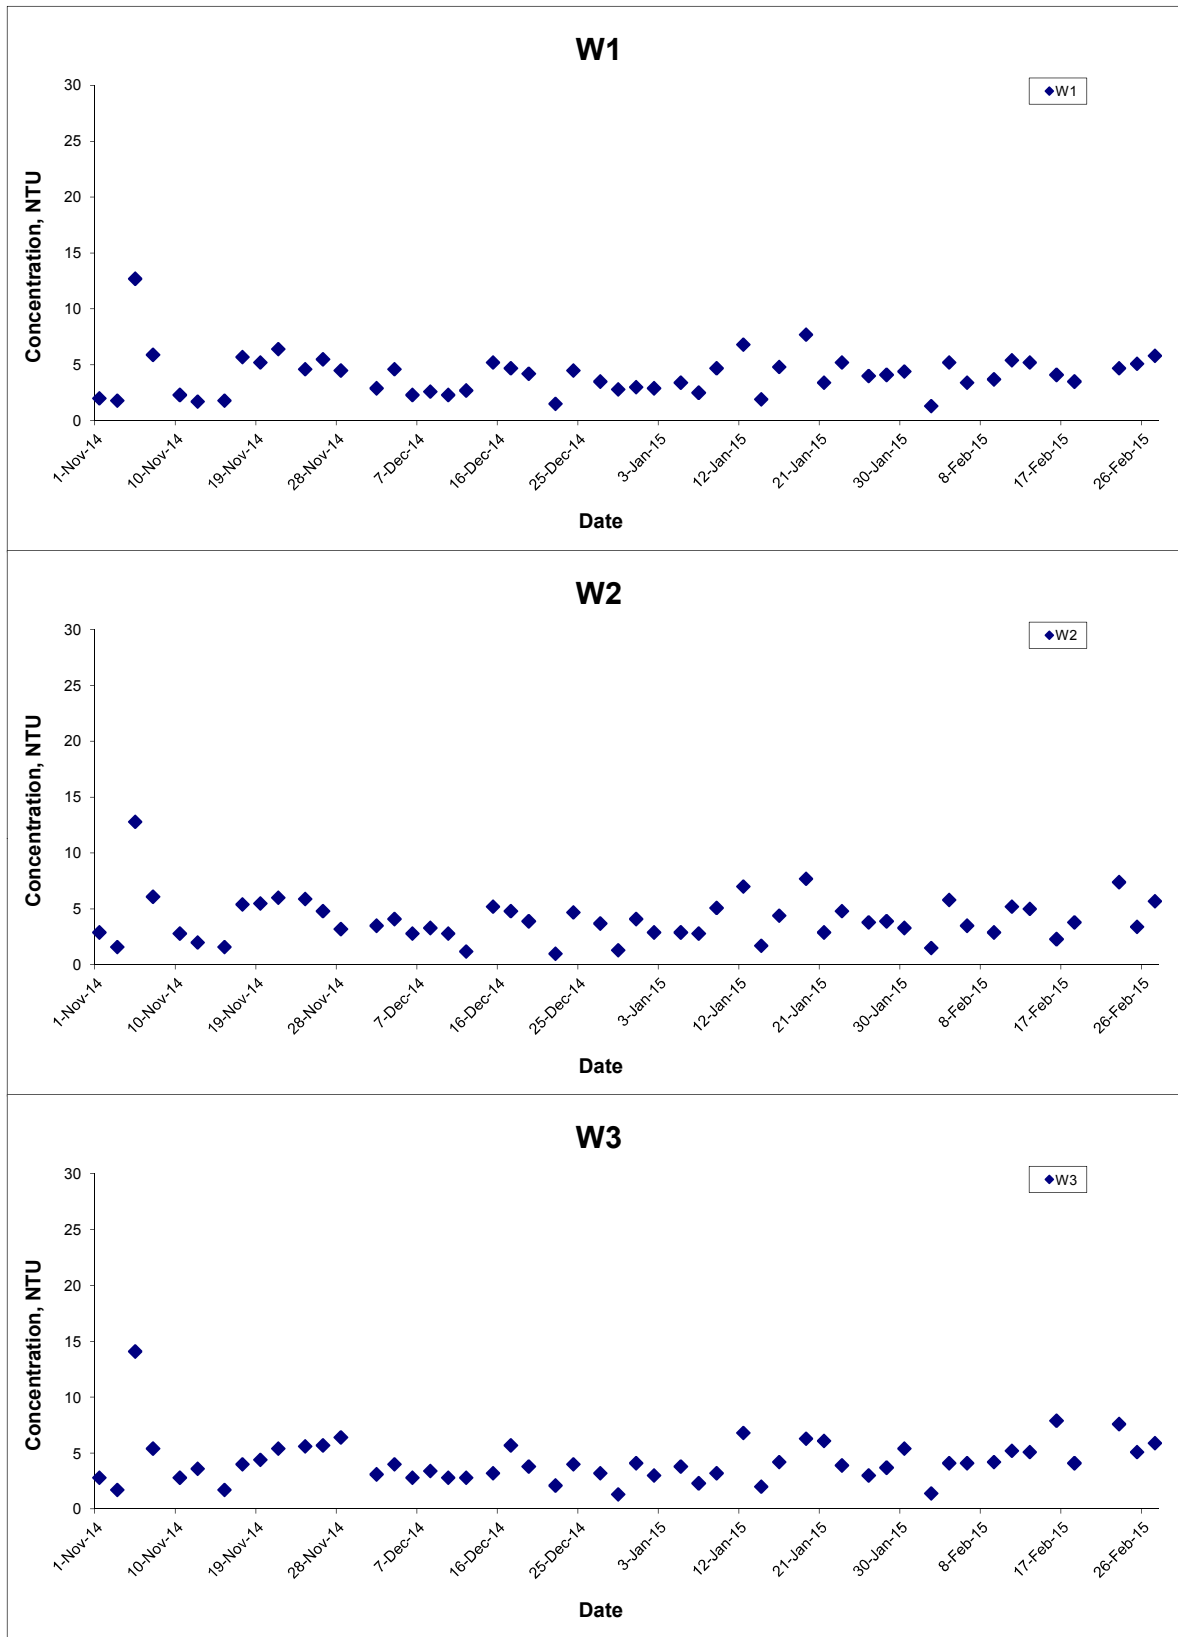 W1
W1
Concentration, NTU
30
25
20
15
10
5
0
1-Nov-14
10-Nov-14
19-Nov-14
28-Nov-14
7-Dec-14
16-Dec-14
25-Dec-14
3-Jan-15
12-Jan-15
21-Jan-15
30-Jan-15
8-Feb-15
17-Feb-15
26-Feb-15
Date
W2
W2
Concentration, NTU
30
25
20
15
10
5
0
1-Nov-14
10-Nov-14
19-Nov-14
28-Nov-14
7-Dec-14
16-Dec-14
25-Dec-14
3-Jan-15
12-Jan-15
21-Jan-15
30-Jan-15
8-Feb-15
17-Feb-15
26-Feb-15
Date
W3
W3
Concentration, NTU
30
25
20
15
10
5
0
1-Nov-14
10-Nov-14
19-Nov-14
28-Nov-14
7-Dec-14
16-Dec-14
25-Dec-14
3-Jan-15
12-Jan-15
21-Jan-15
30-Jan-15
8-Feb-15
17-Feb-15
26-Feb-15
Date